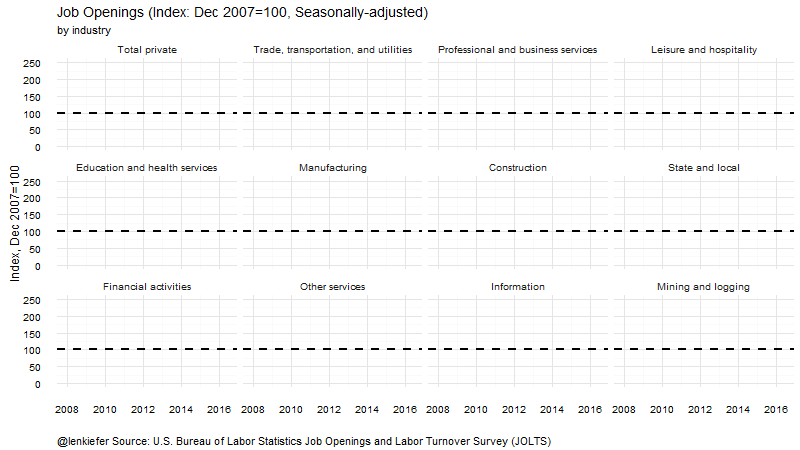 Job Openings (Index: Dec 2007=100, Seasonally-adjusted)
by industry
Total private Trade, transportation, and utilities Professional and business services Leisure and hospitality
250
200
150
100
50
0
Education and health services Manufacturing Construction State and local
250
200
150
100
50
0
Index, Dec 2007=100
Financial activities Other services Information Mining and logging
250
200
150
100
50
0
2008 2010 2012 2014 2016 2008 2010 2012 2014 2016 2008 2010 2012 2014 2016 2008 2010 2012 2014 2016
@lenkiefer Source: U.S. Bureau of Labor Statistics Job Openings and Labor Turnover Survey (JOLTS)